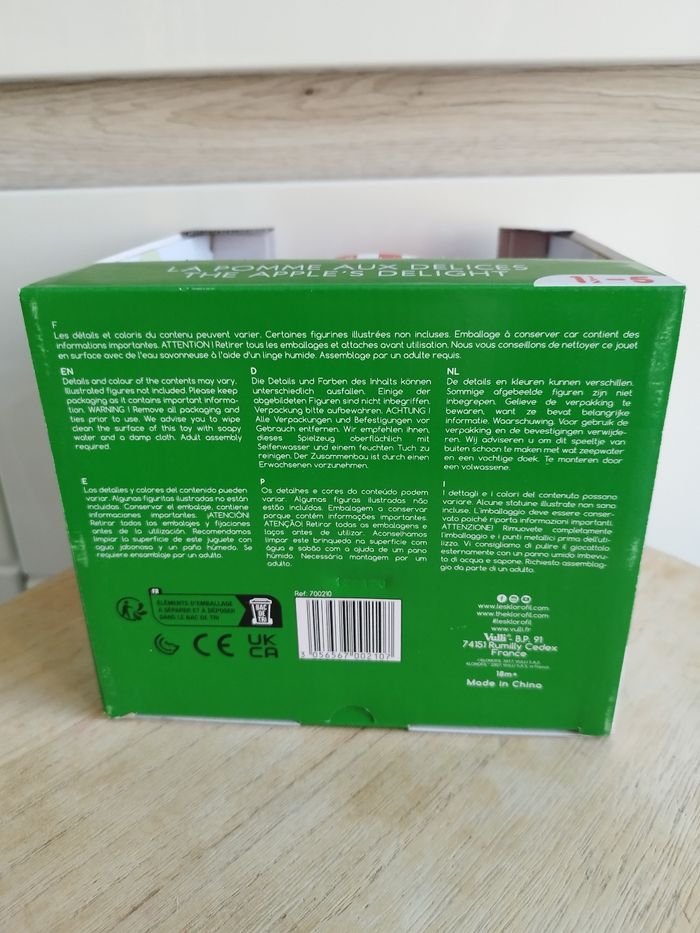 LA POMME AUX DELICES
THE APPLE'S DELIGHT
1½-5
F
Les détails et coloris du contenu peuvent varier. Certaines figurines illustrées non incluses. Emballage à conserver car contient des
informations importantes. ATTENTION ! Retirer tous les emballages et attaches avant utilisation. Nous vous conseillons de nettoyer ce jouet
en surface avec de l'eau savonneuse à l'aide d'un linge humide. Assemblage par un adulte requis.
EN
Details and colour of the contents may vary.
Illustrated figures not included. Please keep
packaging as it contains important informa-
tion. WARNING ! Remove all packaging and
ties prior to use. We advise you to wipe
clean the surface of this toy with soapy
water and a damp cloth. Adult assembly
required.
D
Die Details und Farben des Inhalts können
unterschiedlich ausfallen. Einige der
abgebildeten Figuren sind nicht inbegriffen.
Verpackung bitte aufbewahren. ACHTUNG !
Alle Verpackungen und Befestigungen vor
Gebrauch entfernen. Wir empfehlen ihnen,
dieses Spielzeug oberflächlich mit
Seifenwasser und einem feuchten Tuch zu
reinigen. Der Zusammenbau ist durch einen
Erwachsenen vorzunehmen.
NL
De details en kleuren kunnen verschillen.
Sommige afgebeelde figuren zijn niet
inbegrepen. Gelieve de verpakking te
bewaren, want ze bevat belangrijke
informatie. Waarschuwing. Voor gebruik de
verpakking en de bevestigingen verwijde-
ren. Wij adviseren u om dit speeltje van
buiten schoon te maken met wat zeepwater
en een vochtige doek. Te monteren door
een volwassene.
E
Los detalles y colores del contenido pueden
variar. Algunas figuritas ilustradas no están
incluidas. Conservar el embalaje, contiene
informaciones importantes. ¡ATENCIÓN!
Retirar todos los embalajes y fijaciones
antes de la utilización. Recomendamos
limpiar la superficie de este juguete con
agua jabonosa y un paño húmedo. Se
requiere ensamblaje por un adulto.
P
Os detalhes e cores do conteúdo podem
variar. Algumas figuras ilustradas não
estão incluídas. Embalagem a conservar
porque contém informações importantes.
ATENÇÃO! Retirar todas as embalagens e
laços antes de utilizar. Aconselhamos
limpar este brinquedo na superfície com
água e sabão com a ajuda de um pano
húmido. Necessária montagem por um
adulto.
I
I dettagli e i colori del contenuto possono
variare. Alcune statuine illustrate non sono
incluse. L'imballaggio deve essere conser-
vato poiché riporta informazioni importanti.
ATTENZIONE! Rimuovete completamente
l'imballaggio e i punti metallici prima dell'uti-
lizzo. Vi consigliamo di pulire il giocattolo
esternamente con un panno umido imbevu-
to di acqua e sapone. Richiesto assemblag-
gio da parte di un adulto.
FR
ÉLÉMENTS D'EMBALLAGE
À SÉPARER ET À DÉPOSER
DANS LE BAC DE TRI
BAC
DE
TRI
CE
UK
CA
Ref: 700210
3 056567 002107
www.lesklorofil.com
www.theklorofil.com
#lesklorofil
www.vulli.fr
Vulli® - B.P. 91
74151 Rumilly Cedex
France
18m+
Made in China